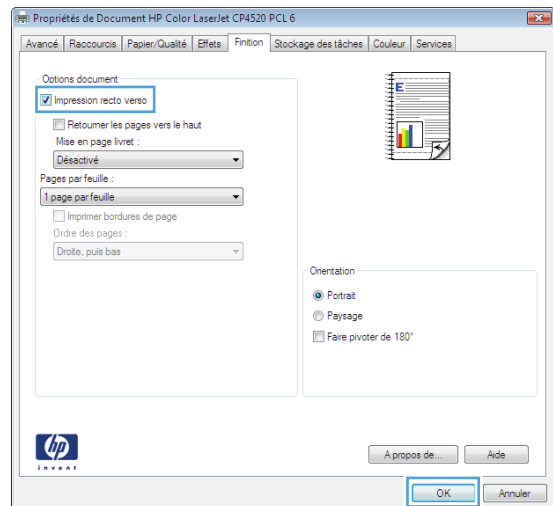 Propriétés de Document HP Color LaserJet CP4520 PCL 6
Avancé Raccourcis Papier/Qualité Effets Finition Stockage des tâches Couleur Services
Options document
Impression recto verso
Retourner les pages vers le haut
Mise en page livret :
Désactivé
Pages par feuille :
1 page par feuille
Imprimer bordures de page
Ordre des pages :
Droite, puis bas
E
Orientation
Portrait
Paysage
Faire pivoter de 180°
hp
invent
A propos de...
Aide
OK
Annuler